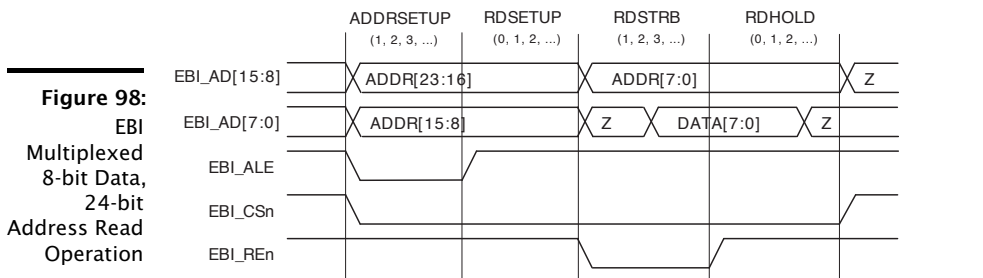 ADDRSETUP RDSETUP RDSTRB RDHOLD
(1, 2, 3, ...) (0, 1, 2, ...) (1, 2, 3, ...) (0, 1, 2, ...)
EBI_AD[15:8] ADDR[23:16] ADDR[7:0] Z
EBI_AD[7:0] ADDR[15:8] Z DATA[7:0] Z
EBI_ALE
EBI_CSn
EBI_REn
Figure 98:
EBI
Multiplexed
8-bit Data,
24-bit
Address Read
Operation